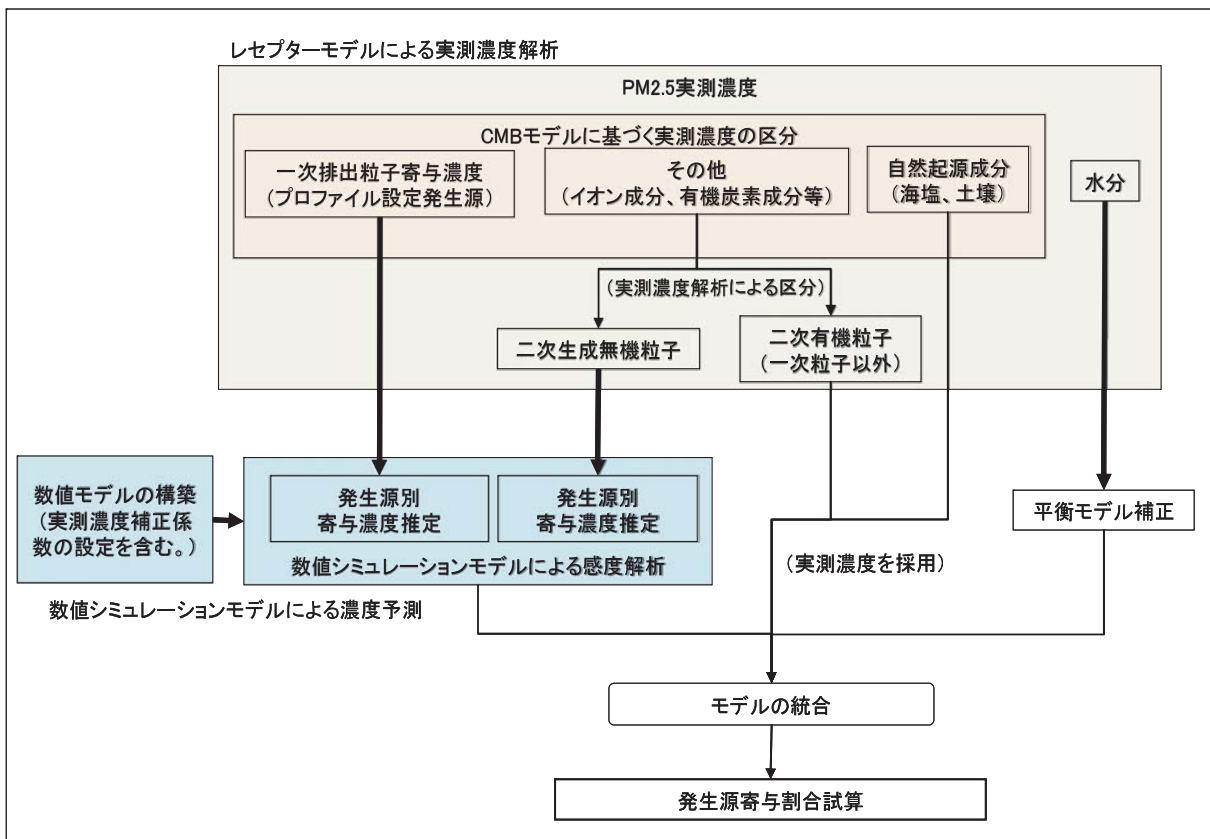 レセプターモデルによる実測濃度解析
PM2.5実測濃度
CMBモデルに基づく実測濃度の区分
一次排出粒子寄与濃度
(プロファイル設定発生源)
その他
(イオン成分、有機炭素成分等)
自然起源成分
(海塩、土壌)
水分
(実測濃度解析による区分)
二次生成無機粒子
二次有機粒子
(一次粒子以外)
数値モデルの構築
(実測濃度補正係
数の設定を含む。)
発生源別
寄与濃度推定
発生源別
寄与濃度推定
数値シミュレーションモデルによる感度解析
平衡モデル補正
(実測濃度を採用)
数値シミュレーションモデルによる濃度予測
モデルの統合
発生源寄与割合試算